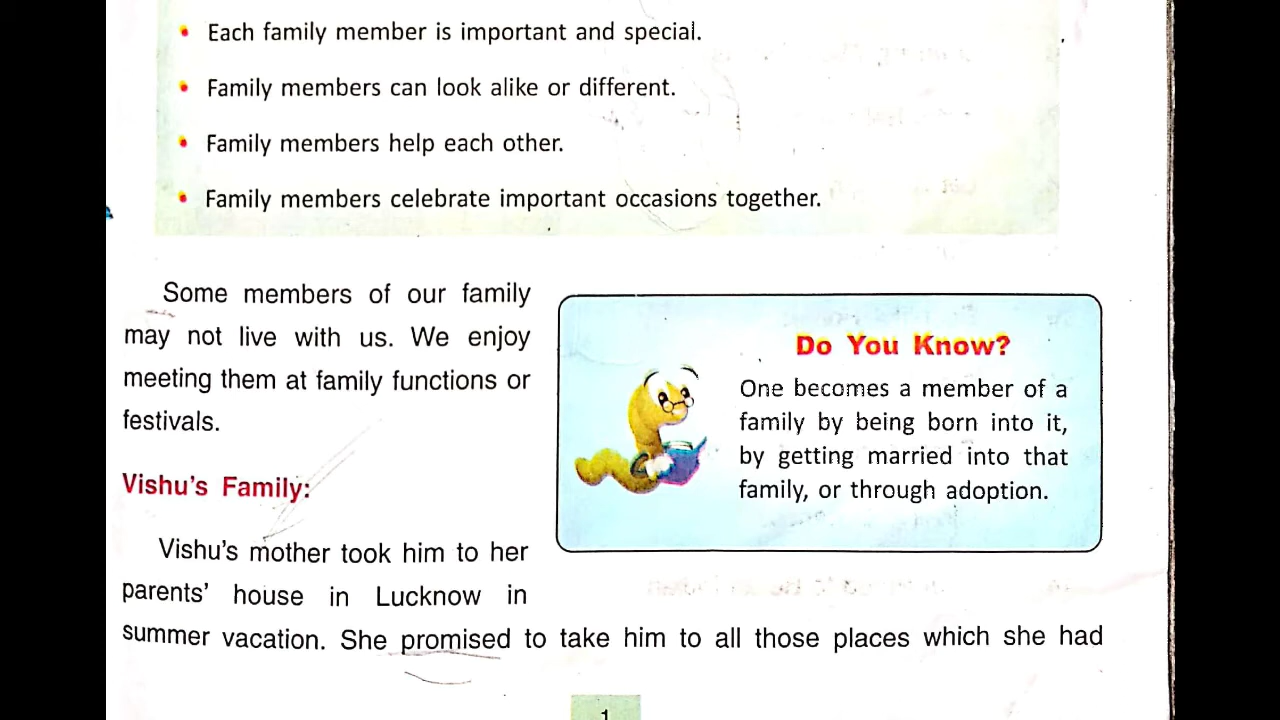 • Each family member is important and special.
• Family members can look alike or different.
• Family members help each other.
• Family members celebrate important occasions together.
Some members of our family
may not live with us. We enjoy
meeting them at family functions or
festivals.
Do You Know?
One becomes a member of a
family by being born into it,
by getting married into that
family, or through adoption.
Vishu's Family:
Vishu's mother took him to her
parents' house in Lucknow in
summer vacation. She promised to take him to all those places which she had
1